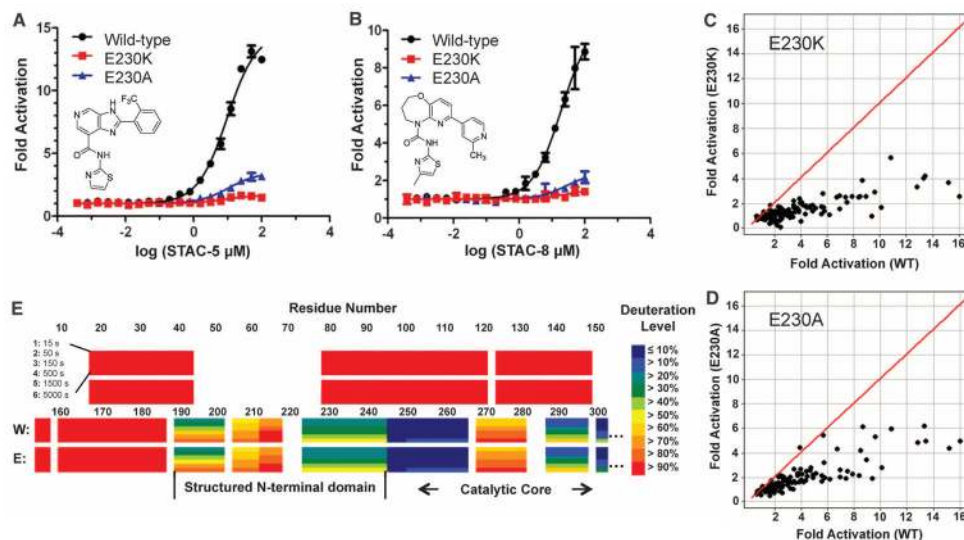 A
Fold Activation
15
10
5
0
Wild-type
E230K
E230A
CF₃
H
N
N
N
O
NH
N
S
-4
-2
0
2
4
log (STAC-5 µM)
B
Fold Activation
10
8
6
4
2
0
Wild-type
E230K
E230A
O
N
N
N
O
NH
CH₃
N
S
-4
-2
0
2
4
log (STAC-8 µM)
C
E230K
Fold Activation (E230K)
16
14
12
10
8
6
4
2
0
0 2 4 6 8 10 12 14 16
Fold Activation (WT)
D
E230A
Fold Activation (E230A)
16
14
12
10
8
6
4
2
0
0 2 4 6 8 10 12 14 16
Fold Activation (WT)
E
Residue Number
10 20 30 40 50 60 70 80 90 100 110 120 130 140 150
1: 15 s
2: 50 s
3: 150 s
4: 500 s
5: 1500 s
6: 5000 s
160 170 180 190 200 210 220 230 240 250 260 270 280 290 300
W:
E:
...
...
Structured N-terminal domain
Catalytic Core
Deuteration
Level
≤ 10%
> 10%
> 20%
> 30%
> 40%
> 50%
> 60%
> 70%
> 80%
> 90%